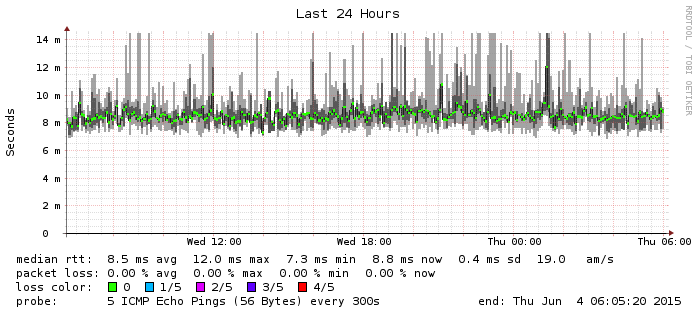 Last 24 Hours
RRDTOOL / TOBI OETIKER
Seconds
14 m
12 m
10 m
8 m
6 m
4 m
2 m
0
Wed 12:00 Wed 18:00 Thu 00:00 Thu 06:00
median rtt: 8.5 ms avg 12.0 ms max 7.3 ms min 8.8 ms now 0.4 ms sd 19.0 am/s
packet loss: 0.00 % avg 0.00 % max 0.00 % min 0.00 % now
loss color: 0 1/5 2/5 3/5 4/5
probe: 5 ICMP Echo Pings (56 Bytes) every 300s end: Thu Jun 4 06:05:20 2015